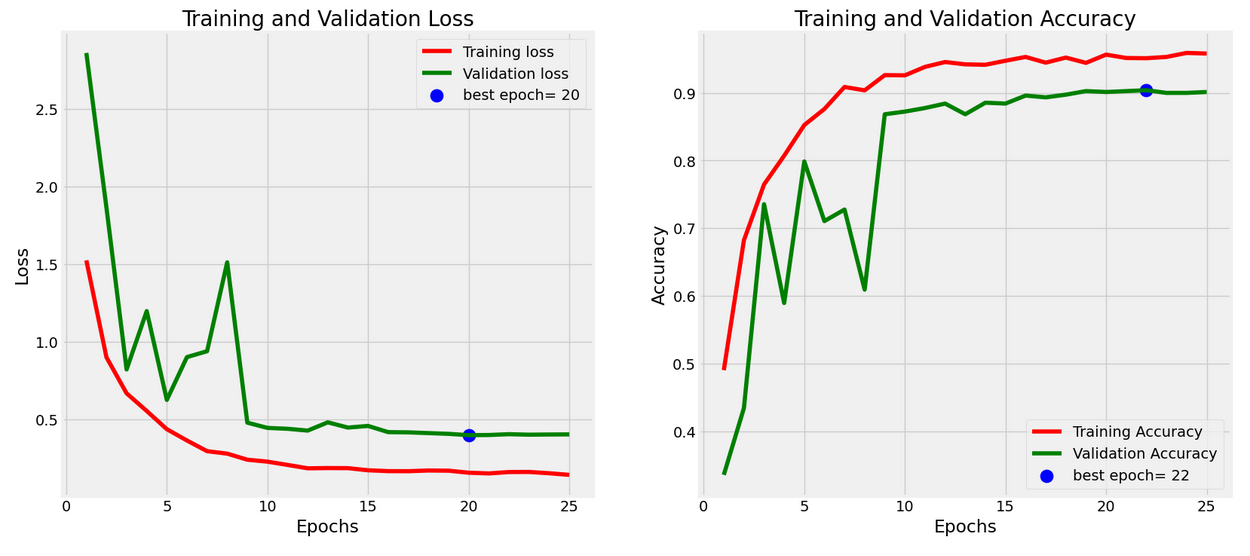 Training and Validation Loss
Training loss
Validation loss
best epoch= 20
Loss
2.5
2.0
1.5
1.0
0.5
0 5 10 15 20 25
Epochs
Training and Validation Accuracy
Accuracy
0.9
0.8
0.7
0.6
0.5
0.4
Training Accuracy
Validation Accuracy
best epoch= 22
0 5 10 15 20 25
Epochs